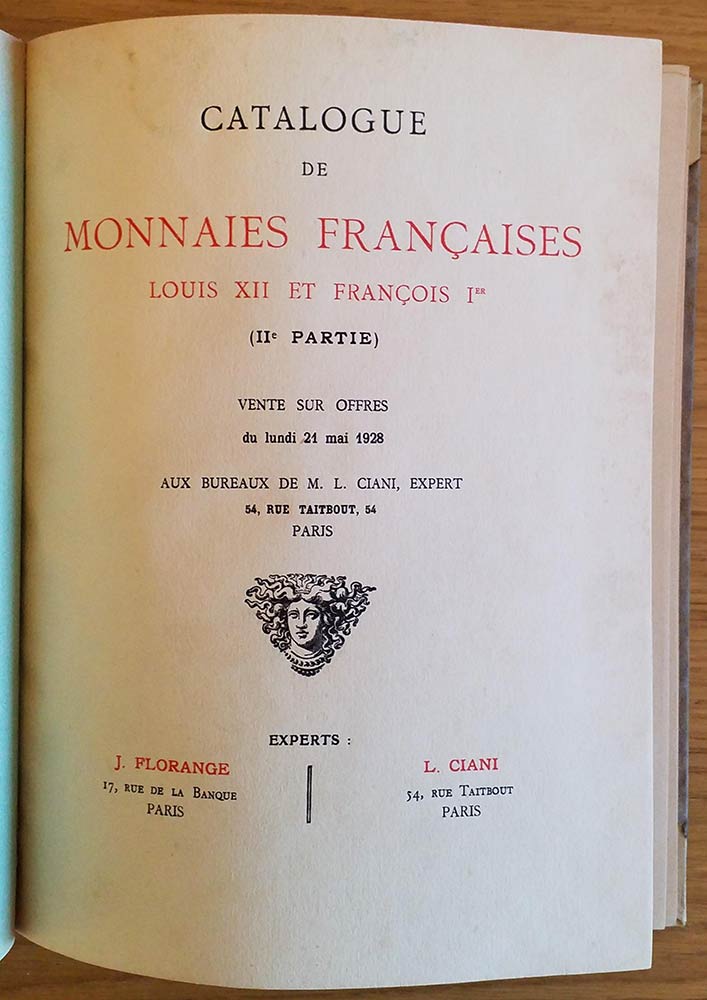 CATALOGUE
DE
MONNAIES FRANÇAISES
LOUIS XII ET FRANÇOIS IER
(IIe PARTIE)
VENTE SUR OFFRES
du lundi 21 mai 1928
AUX BUREAUX DE M. L. CIANI, EXPERT
54, RUE TAITBOUT, 54
PARIS
EXPERTS :
J. FLORANGE
17, RUE DE LA BANQUE
PARIS
L. CIANI
54, RUE TAITBOUT
PARIS